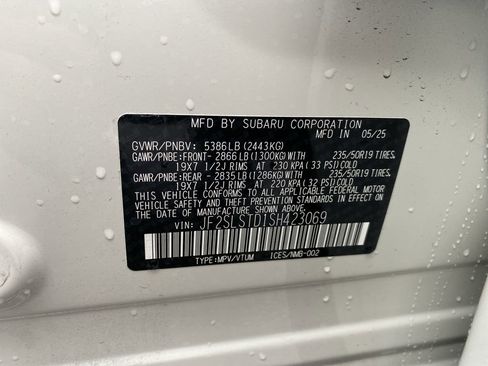 MFD BY SUBARU CORPORATION
MFD IN 05/25
GVWR/PNBV: 5386LB (2443KG)
GAWR/PNBE:FRONT- 2866LB(1300KG)WITH 235/50R19 TIRES.
19X7 1/2J RIMS AT 230 KPA(33 PSI)COLD
GAWR/PNBE:REAR - 2835LB(1286KG)WITH 235/50R19 TIRES.
19X7 1/2J RIMS AT 220 KPA(32 PSI)COLD
THIS VEHICLE CONFORMS TO ALL APPLICABLE FEDERAL MOTOR
VEHICLE SAFETY AND THEFT PREVENTION STANDARDS IN EFFECT
ON THE DATE OF MANUFACTURE SHOWN ABOVE.
VIN: JF2SLSTD1SH423069
TYPE:MPV/VTUM ICES/NMB-002